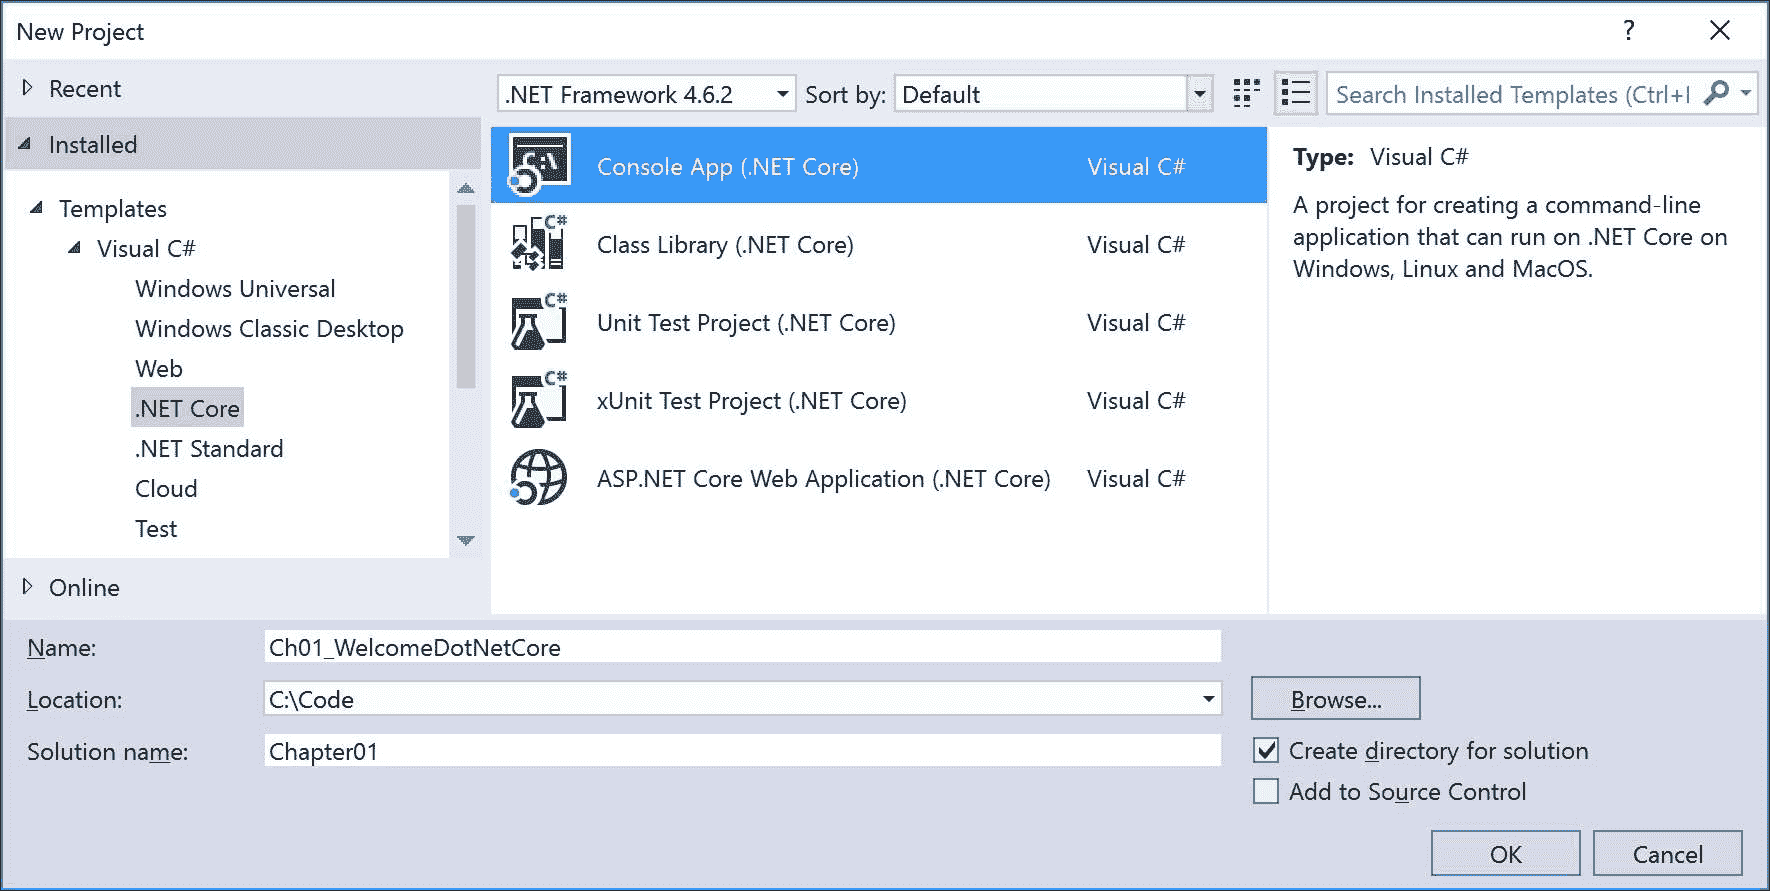 New Project
?
Recent
.NET Framework 4.6.2
Sort by:
Default
Search Installed Templates (Ctrl+
Installed
Templates
Visual C#
Windows Universal
Windows Classic Desktop
Web
.NET Core
.NET Standard
Cloud
Test
Online
C:\
Console App (.NET Core)
Visual C#
C#
Class Library (.NET Core)
Visual C#
C#
Unit Test Project (.NET Core)
Visual C#
C#
xUnit Test Project (.NET Core)
Visual C#
ASP.NET Core Web Application (.NET Core)
Visual C#
Type: Visual C#
A project for creating a command-line
application that can run on .NET Core on
Windows, Linux and MacOS.
Name:
Ch01_WelcomeDotNetCore
Location:
C:\Code
Browse...
Solution name:
Chapter01
Create directory for solution
Add to Source Control
OK
Cancel